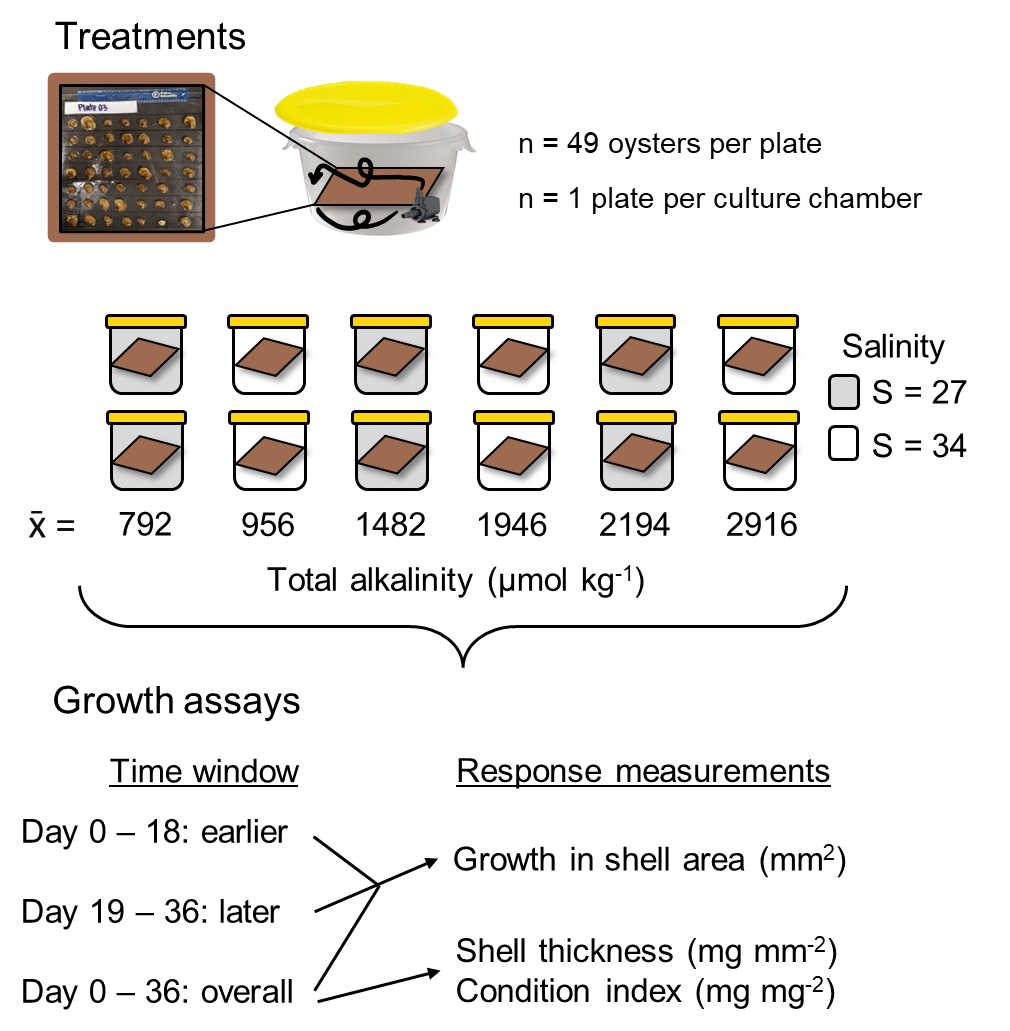 Treatments
Plate 03
Fisher Scientific
n = 49 oysters per plate
n = 1 plate per culture chamber
Salinity
S = 27
S = 34
x̄ = 792 956 1482 1946 2194 2916
Total alkalinity (µmol kg⁻¹)
Growth assays
Time window
Response measurements
Day 0 – 18: earlier
Growth in shell area (mm²)
Day 19 – 36: later
Shell thickness (mg mm⁻²)
Day 0 – 36: overall
Condition index (mg mg⁻²)